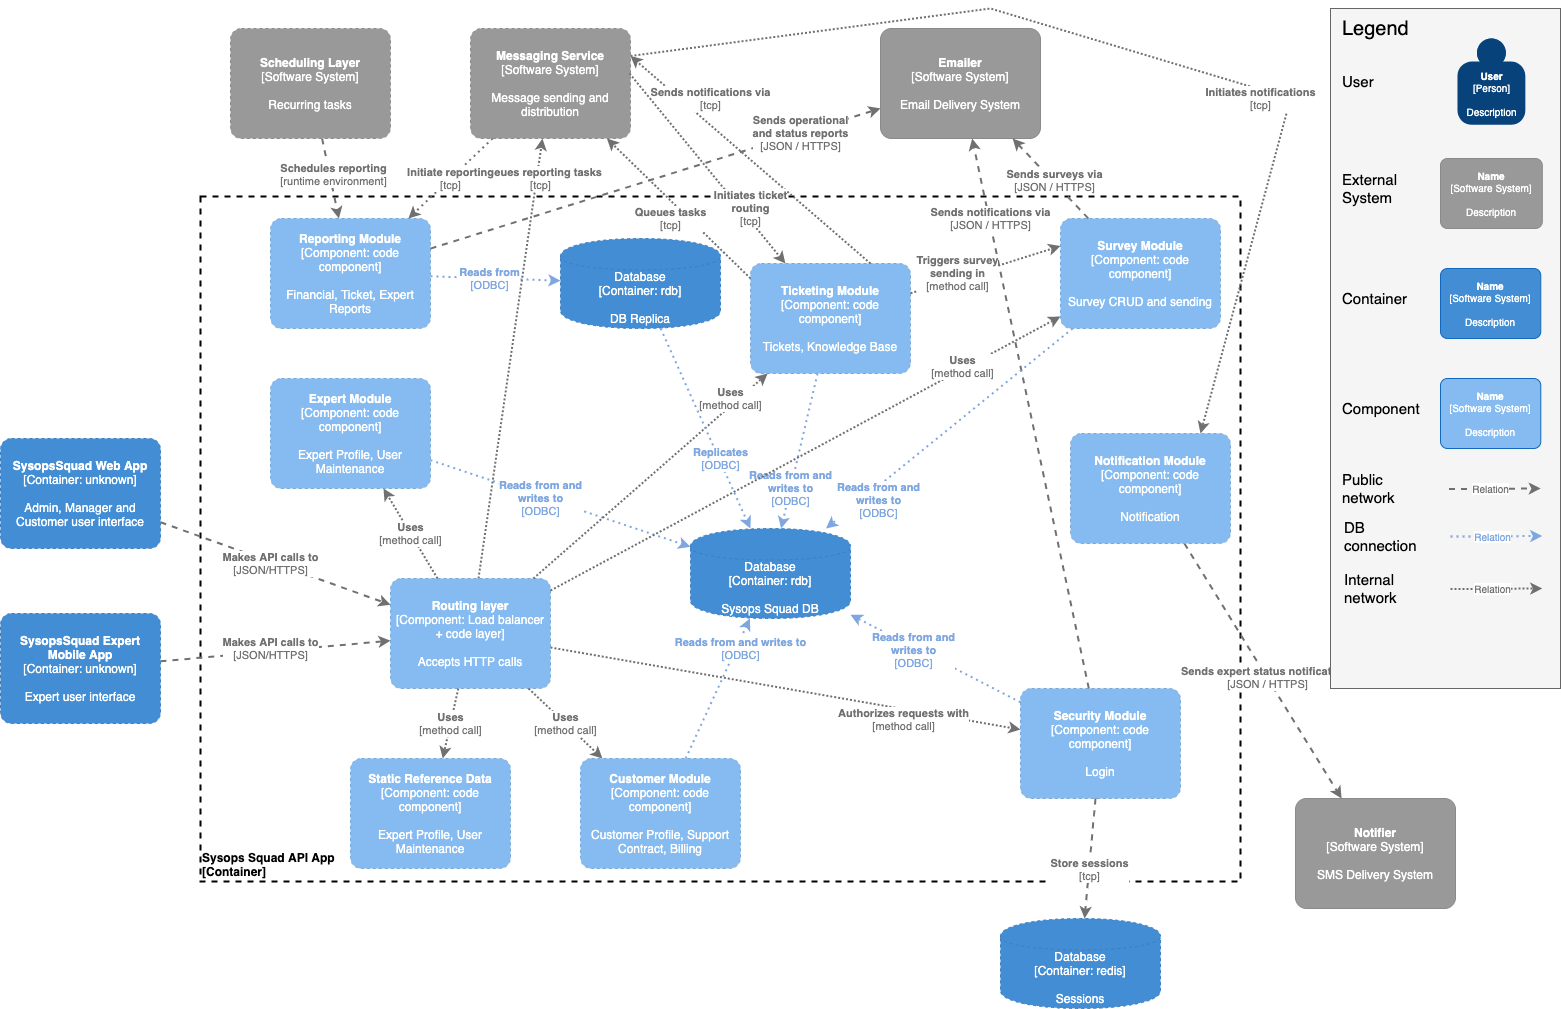 Scheduling Layer
[Software System]
Recurring tasks
Messaging Service
[Software System]
Message sending and
distribution
Emailer
[Software System]
Email Delivery System
Sends notifications via
[tcp]
Initiates notifications
[tcp]
Sends operational
and status reports
[JSON / HTTPS]
Schedules reporting
[runtime environment]
Initiate reporting
[tcp]
eues reporting tasks
[tcp]
Sends surveys via
[JSON / HTTPS]
Initiates ticket
routing
[tcp]
Queues tasks
[tcp]
Sends notifications via
[JSON / HTTPS]
Reporting Module
[Component: code
component]
Financial, Ticket, Expert
Reports
Reads from
[ODBC]
Database
[Container: rdb]
DB Replica
Ticketing Module
[Component: code
component]
Tickets, Knowledge Base
Triggers survey
sending in
[method call]
Survey Module
[Component: code
component]
Survey CRUD and sending
Uses
[method call]
Uses
[method call]
Expert Module
[Component: code
component]
Expert Profile, User
Maintenance
Replicates
[ODBC]
Reads from and
writes to
[ODBC]
Reads from and
writes to
[ODBC]
Reads from and
writes to
[ODBC]
Notification Module
[Component: code
component]
Notification
SysopsSquad Web App
[Container: unknown]
Admin, Manager and
Customer user interface
Uses
[method call]
Makes API calls to
[JSON/HTTPS]
Database
[Container: rdb]
Sysops Squad DB
Routing layer
[Component: Load balancer
+ code layer]
Accepts HTTP calls
SysopsSquad Expert
Mobile App
[Container: unknown]
Expert user interface
Makes API calls to
[JSON/HTTPS]
Reads from and writes to
[ODBC]
Reads from and
writes to
[ODBC]
Sends expert status notificat
[JSON / HTTPS]
Uses
[method call]
Uses
[method call]
Authorizes requests with
[method call]
Security Module
[Component: code
component]
Login
Static Reference Data
[Component: code
component]
Expert Profile, User
Maintenance
Customer Module
[Component: code
component]
Customer Profile, Support
Contract, Billing
Sysops Squad API App
[Container]
Store sessions
[tcp]
Notifier
[Software System]
SMS Delivery System
Database
[Container: redis]
Sessions
Legend
User
User
[Person]
Description
External
System
Name
[Software System]
Description
Container
Name
[Software System]
Description
Component
Name
[Software System]
Description
Public
network
Relation
DB
connection
Relation
Internal
network
Relation